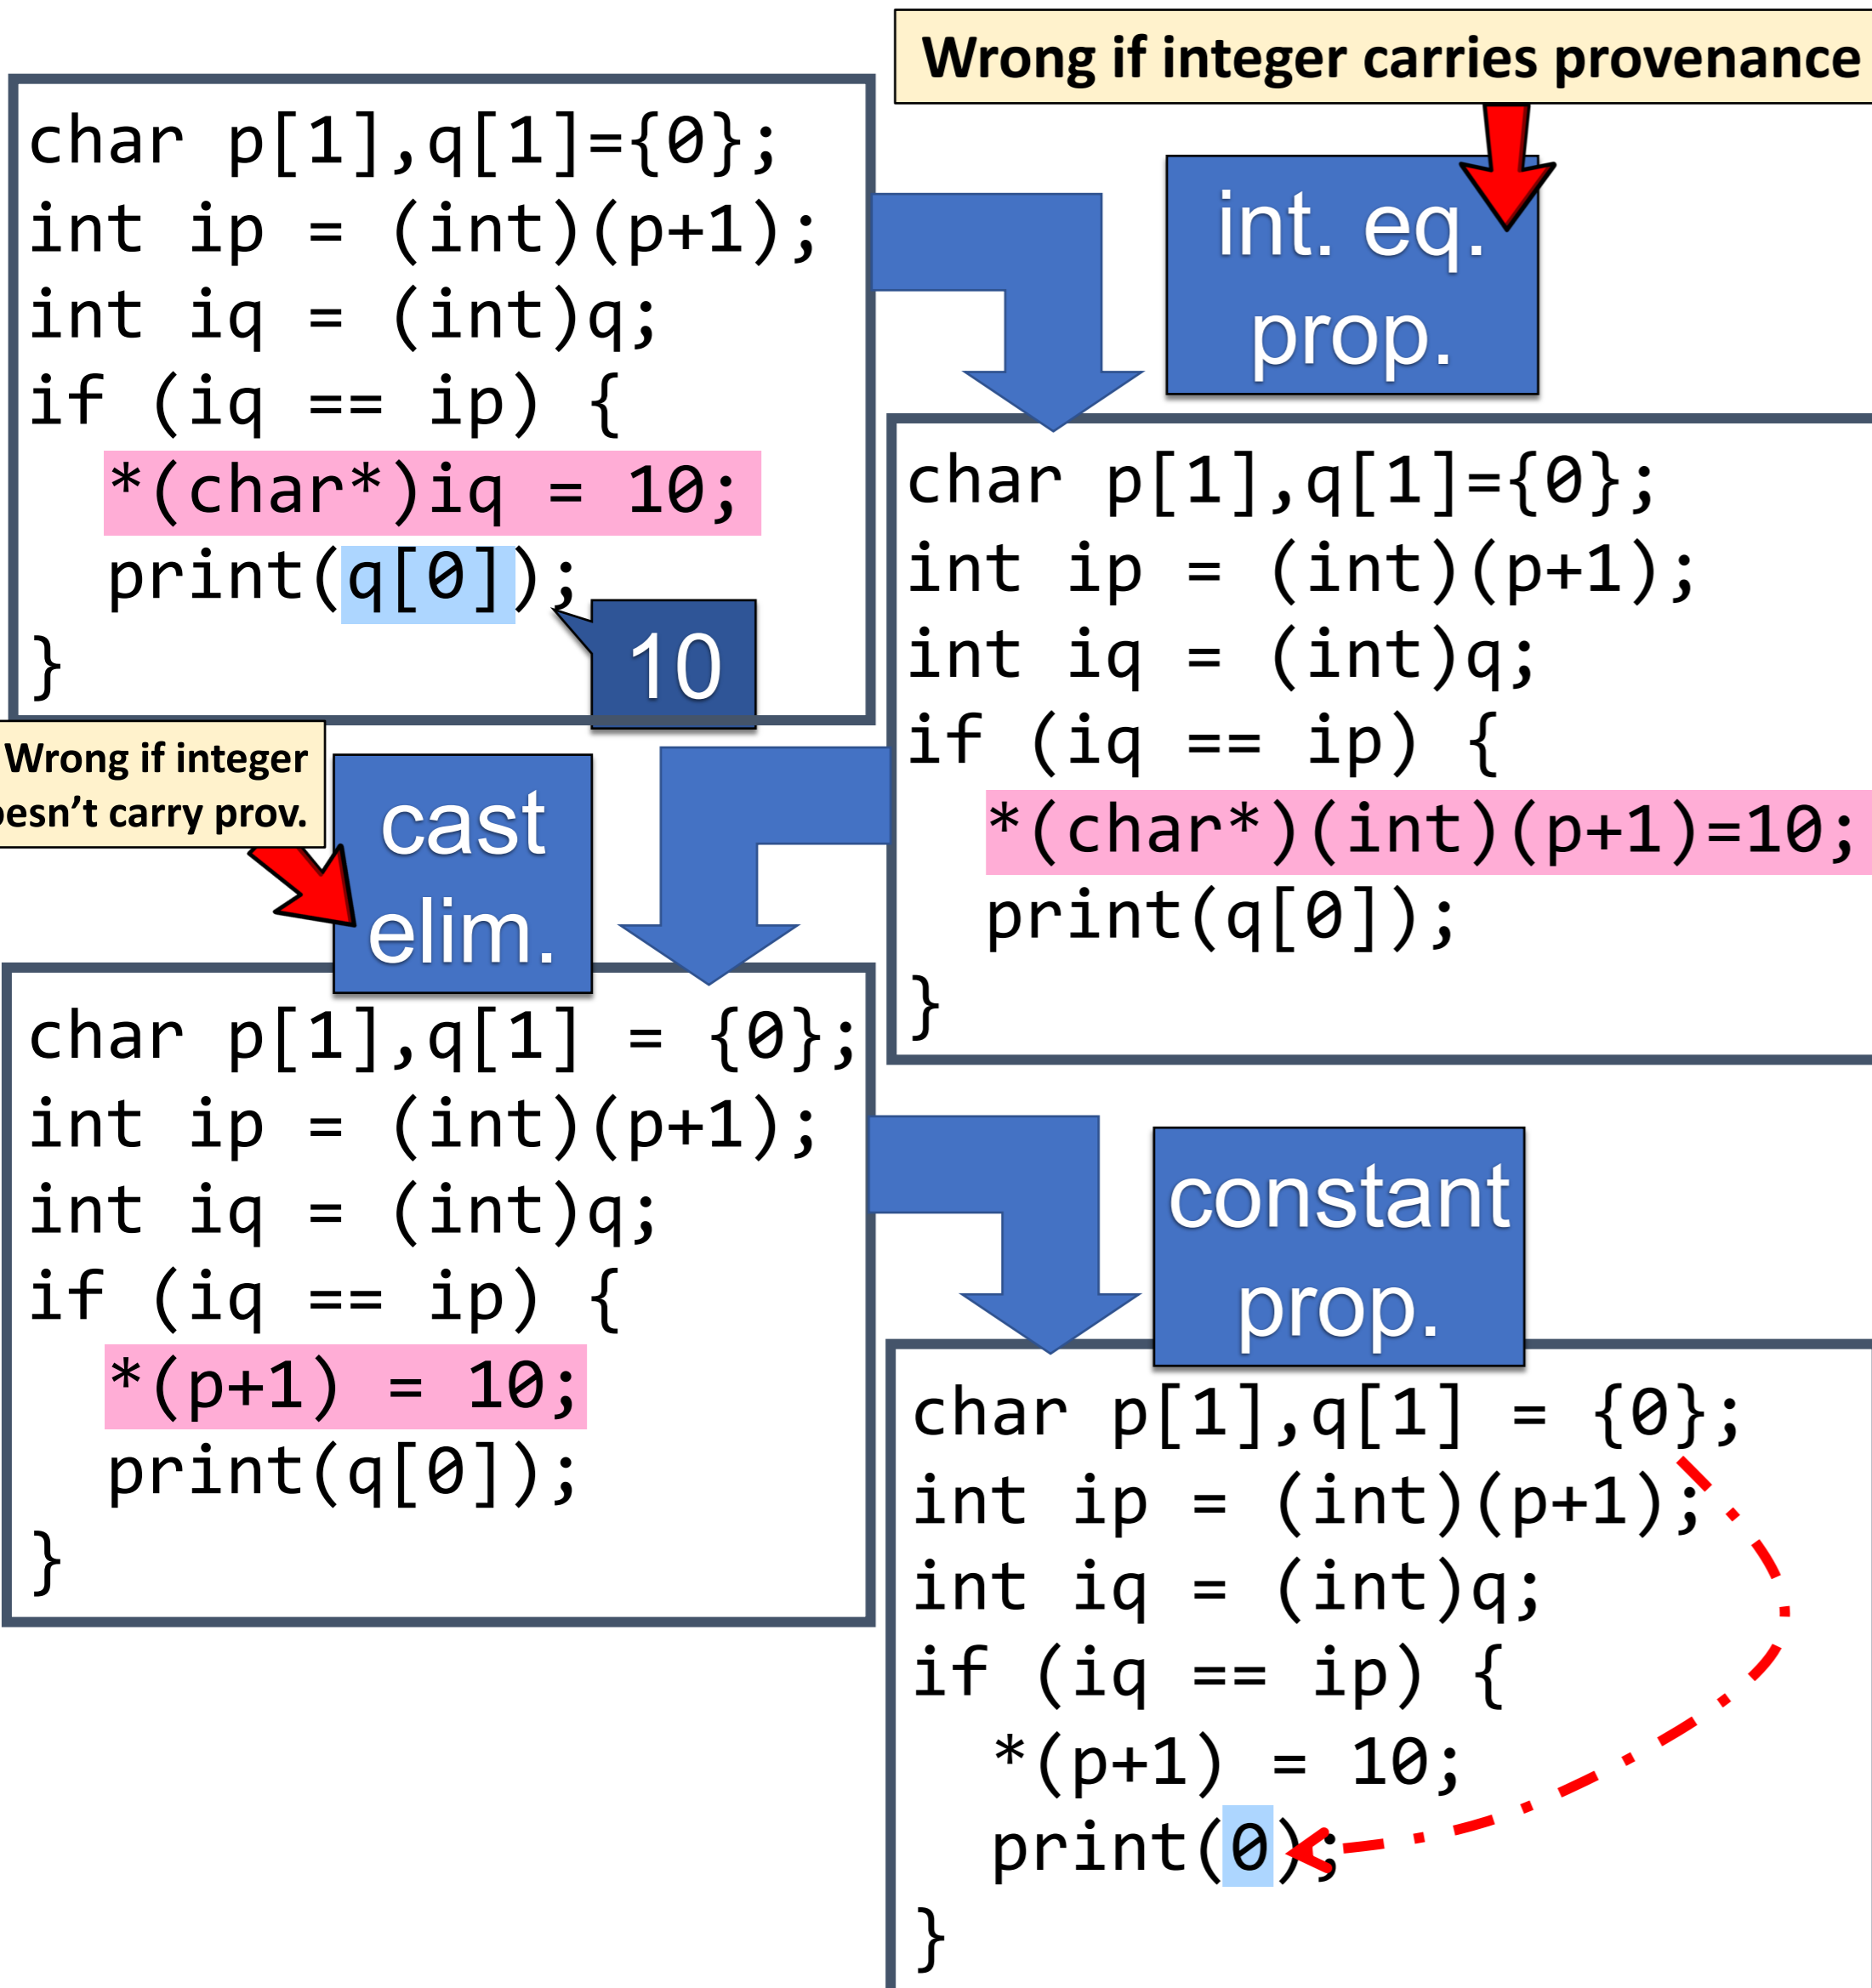 Wrong if integer carries provenance
char p[1],q[1]={0};
int ip = (int)(p+1);
int iq = (int)q;
if (iq == ip) {
*(char*)iq = 10;
print(q[0]);
}
10
int. eq.
prop.
char p[1],q[1]={0};
int ip = (int)(p+1);
int iq = (int)q;
if (iq == ip) {
*(char*)(int)(p+1)=10;
print(q[0]);
}
Wrong if integer
oesn’t carry prov.
cast
elim.
char p[1],q[1] = {0};
int ip = (int)(p+1);
int iq = (int)q;
if (iq == ip) {
*(p+1) = 10;
print(q[0]);
}
constant
prop.
char p[1],q[1] = {0};
int ip = (int)(p+1);
int iq = (int)q;
if (iq == ip) {
*(p+1) = 10;
print(0);
}